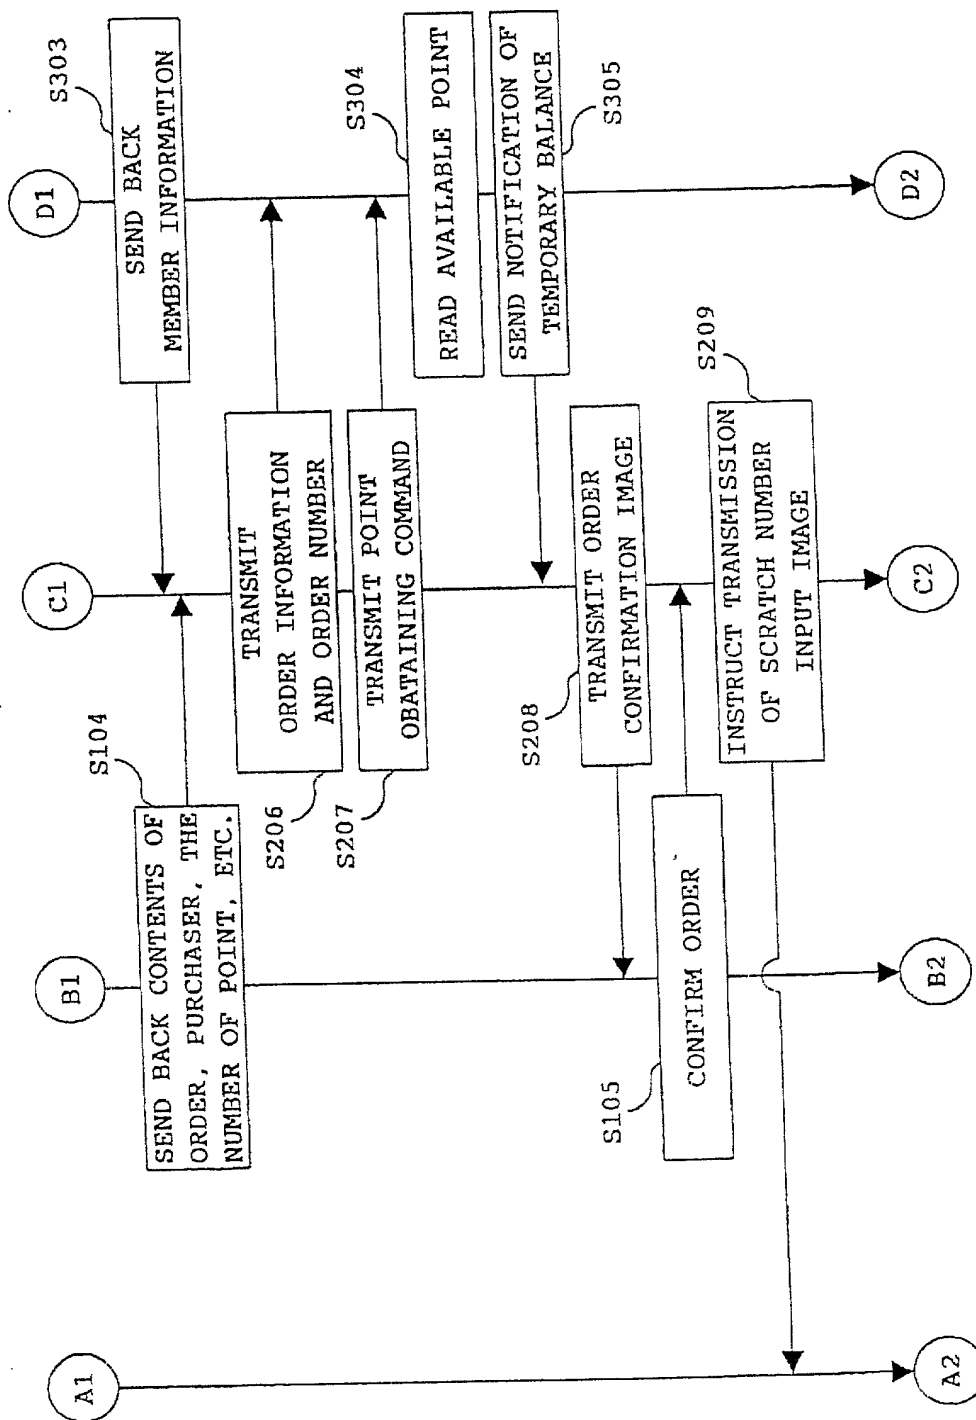 A1
B1
C1
D1
S303
SEND BACK
MEMBER INFORMATION
S104
SEND BACK CONTENTS OF
ORDER, PURCHASER, THE
NUMBER OF POINT, ETC.
S206
TRANSMIT
ORDER INFORMATION
AND ORDER NUMBER
S207
TRANSMIT POINT
OBATAINING COMMAND
S304
READ AVAILABLE POINT
SEND NOTIFICATION OF
TEMPORARY BALANCE
S305
S208
TRANSMIT ORDER
CONFIRMATION IMAGE
S105
CONFIRM ORDER
S209
INSTRUCT TRANSMISSION
OF SCRATCH NUMBER
INPUT IMAGE
A2
B2
C2
D2